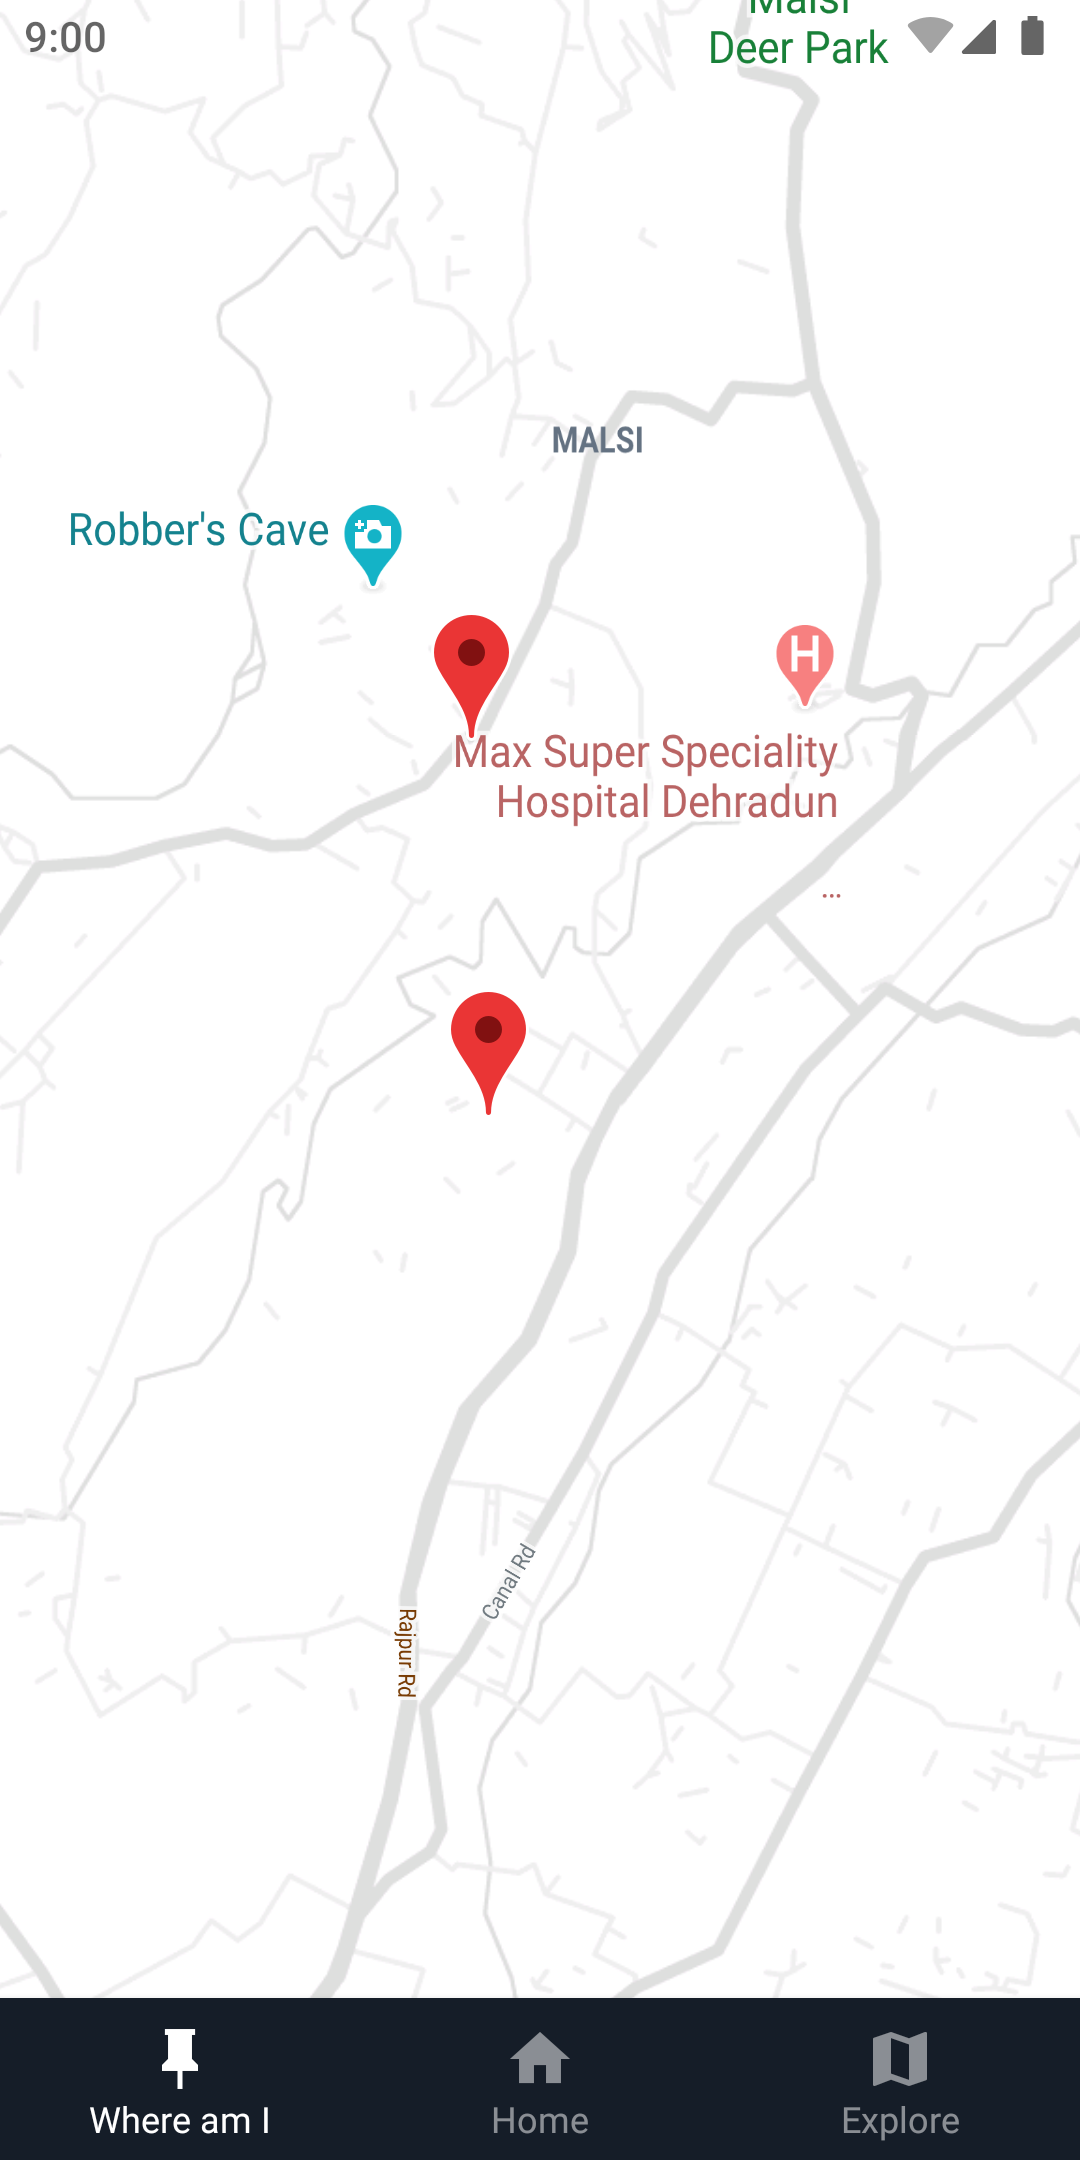 9:00
Malsi
Deer Park
MALSI
Robber's Cave
H
Max Super Speciality
Hospital Dehradun
...
Canal Rd
Rajpur Rd
Where am I
Home
Explore